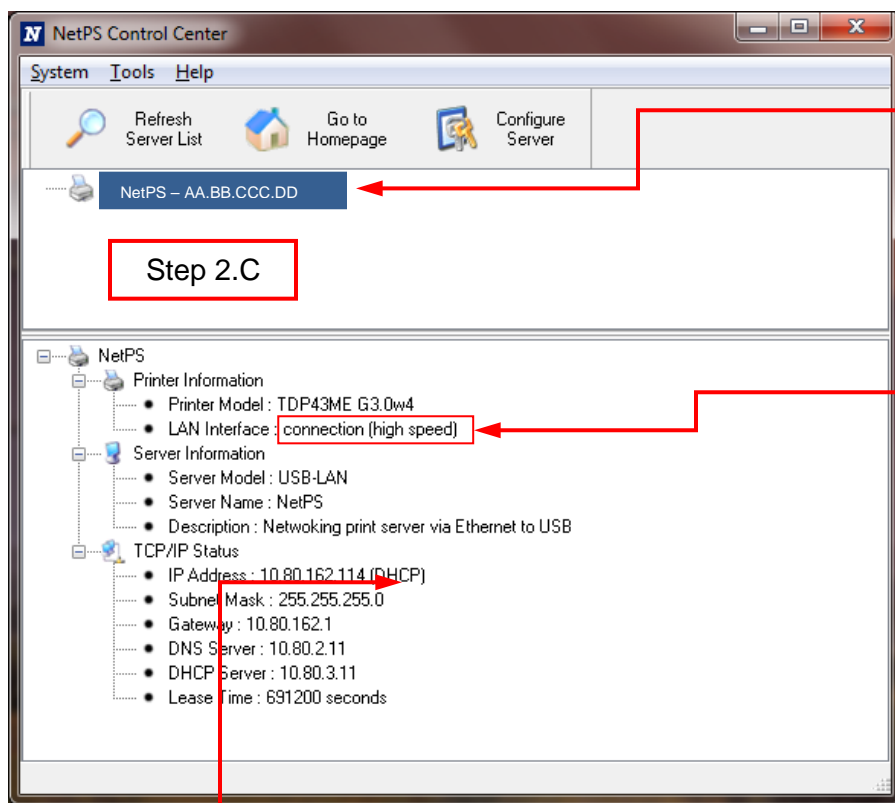 N NetPS Control Center
System Tools Help
Refresh
Server List
Go to
Homepage
Configure
Server
NetPS – AA.BB.CCC.DD
Step 2.C
NetPS
Printer Information
Printer Model : TDP43ME G3.0w4
LAN Interface : connection (high speed)
Server Information
Server Model : USB-LAN
Server Name : NetPS
Description : Netwoking print server via Ethernet to USB
TCP/IP Status
IP Address : 10.80.162.114 (DHCP)
Subnet Mask : 255.255.255.0
Gateway : 10.80.162.1
DNS Server : 10.80.2.11
DHCP Server : 10.80.3.11
Lease Time : 691200 seconds